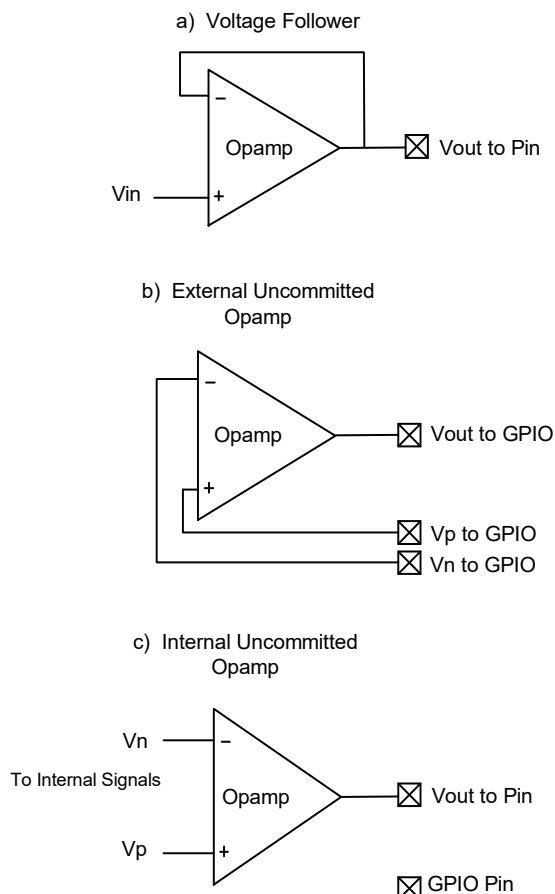 a) Voltage Follower
−
Opamp
Vout to Pin
Vin
+
b) External Uncommitted
Opamp
−
Opamp
Vout to GPIO
+
Vp to GPIO
Vn to GPIO
c) Internal Uncommitted
Opamp
Vn
−
To Internal Signals
Opamp
Vout to Pin
Vp
+
GPIO Pin